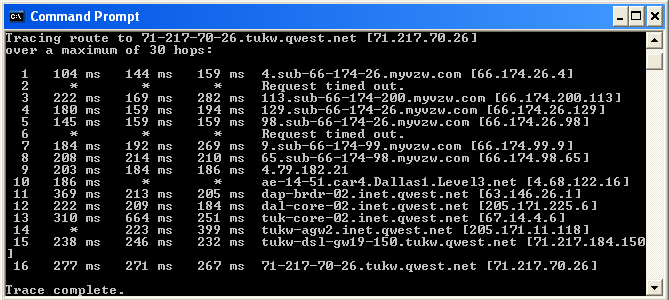 Command Prompt
Tracing route to 71-217-70-26.tukw.qwest.net [71.217.70.26]
over a maximum of 30 hops:
1 104 ms 144 ms 159 ms 4.sub-66-174-26.myvzw.com [66.174.26.4]
2 * * * Request timed out.
3 222 ms 169 ms 282 ms 113.sub-66-174-200.myvzw.com [66.174.200.113]
4 180 ms 159 ms 194 ms 129.sub-66-174-26.myvzw.com [66.174.26.129]
5 145 ms 159 ms 159 ms 98.sub-66-174-26.myvzw.com [66.174.26.98]
6 * * * Request timed out.
7 184 ms 192 ms 269 ms 9.sub-66-174-99.myvzw.com [66.174.99.9]
8 208 ms 214 ms 210 ms 65.sub-66-174-98.myvzw.com [66.174.98.65]
9 203 ms 184 ms 186 ms 4.79.182.21
10 186 ms * * ae-14-51.car4.Dallas1.Level3.net [4.68.122.16]
11 369 ms 213 ms 205 ms dap-brdr-02.inet.qwest.net [63.146.26.1]
12 222 ms 209 ms 184 ms dal-core-02.inet.qwest.net [205.171.225.6]
13 310 ms 664 ms 251 ms tuk-core-02.inet.qwest.net [67.14.4.6]
14 * 223 ms 399 ms tukw-agw2.inet.qwest.net [205.171.11.118]
15 238 ms 246 ms 232 ms tukw-dsl-gw19-150.tukw.qwest.net [71.217.184.150
]
16 277 ms 271 ms 267 ms 71-217-70-26.tukw.qwest.net [71.217.70.26]
Trace complete.